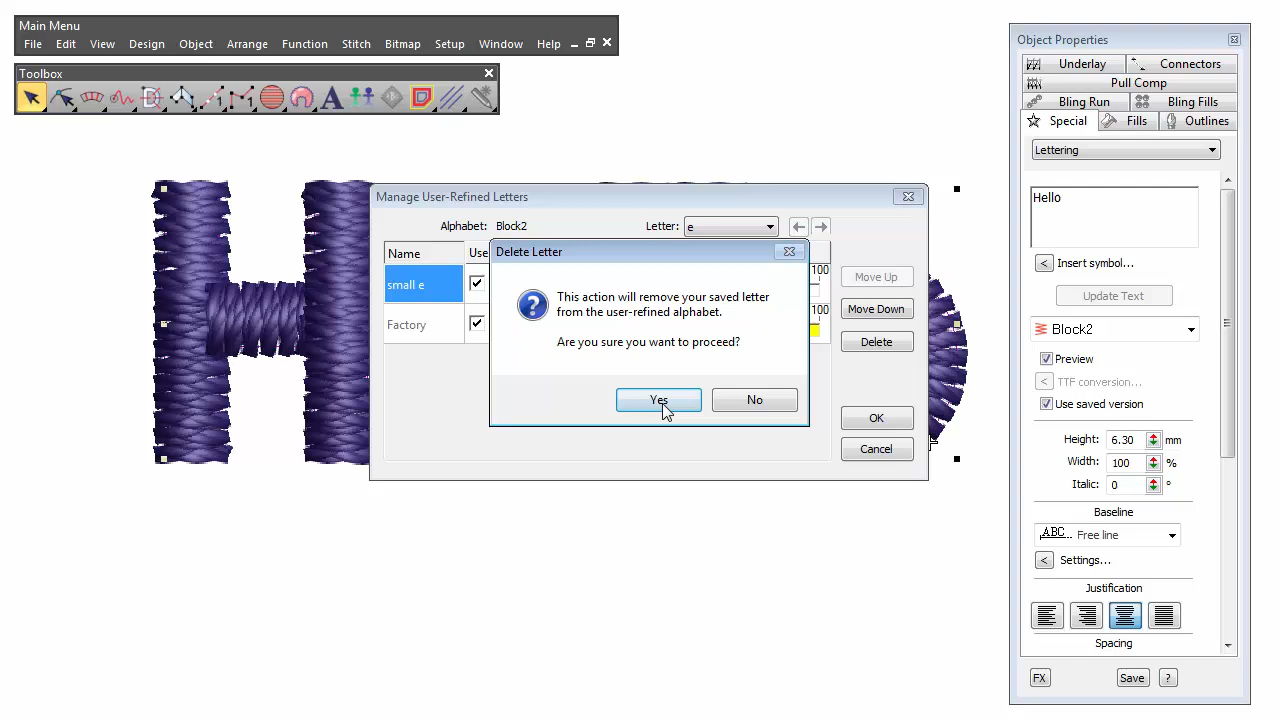 Main Menu
File Edit View Design Object Arrange Function Stitch Bitmap Setup Window Help
Toolbox
Manage User-Refined Letters
Alphabet: Block2 Letter: e
Name Use
small e 100
Factory 100
Move Up
Move Down
Delete
OK
Cancel
Delete Letter
This action will remove your saved letter
from the user-refined alphabet.
Are you sure you want to proceed?
Yes No
Object Properties
Underlay Connectors
Pull Comp
Bling Run Bling Fills
Special Fills Outlines
Lettering
Hello
< Insert symbol...
Update Text
Block2
Preview
< TTF conversion...
Use saved version
Height: 6.30 mm
Width: 100 %
Italic: 0 °
Baseline
ABC... Free line
< Settings...
Justification
Spacing
FX Save ?